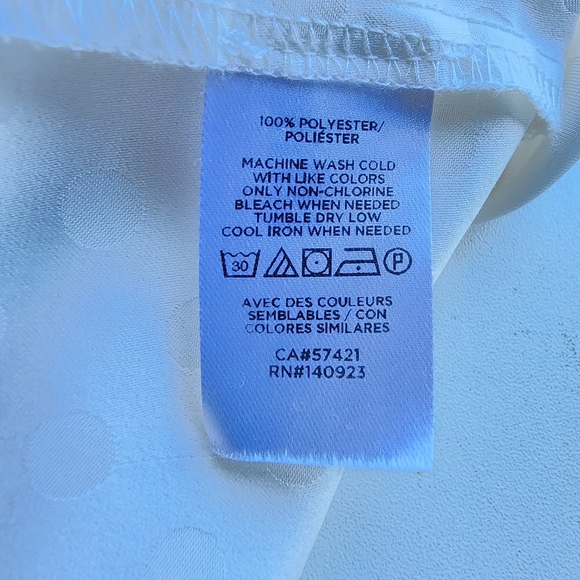 100% POLYESTER/
POLIÉSTER
MACHINE WASH COLD
WITH LIKE COLORS
ONLY NON-CHLORINE
BLEACH WHEN NEEDED
TUMBLE DRY LOW
COOL IRON WHEN NEEDED
30 P
AVEC DES COULEURS
SEMBLABLES / CON
COLORES SIMILARES
CA#57421
RN#140923